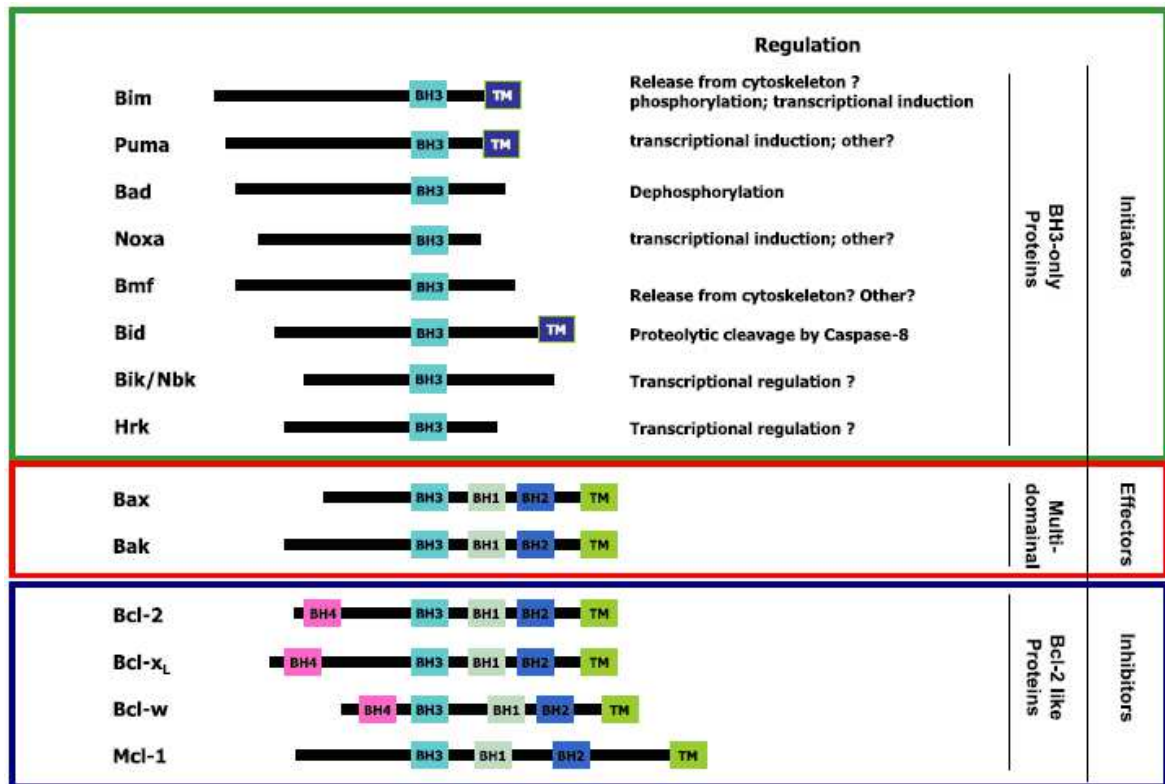 Regulation
Bim BH3 TM Release from cytoskeleton ?
phosphorylation; transcriptional induction
Puma BH3 TM transcriptional induction; other?
Bad BH3 Dephosphorylation
Noxa BH3 transcriptional induction; other?
Bmf BH3 Release from cytoskeleton? Other?
Bid BH3 TM Proteolytic cleavage by Caspase-8
Bik/Nbk BH3 Transcriptional regulation ?
Hrk BH3 Transcriptional regulation ?
BH3-only
Proteins
Initiators
Bax BH3 BH1 BH2 TM
Bak BH3 BH1 BH2 TM
Multi-
domainal
Effectors
Bcl-2 BH4 BH3 BH1 BH2 TM
Bcl-xL BH4 BH3 BH1 BH2 TM
Bcl-w BH4 BH3 BH1 BH2 TM
Mcl-1 BH3 BH1 BH2 TM
Bcl-2 like
Proteins
Inhibitors